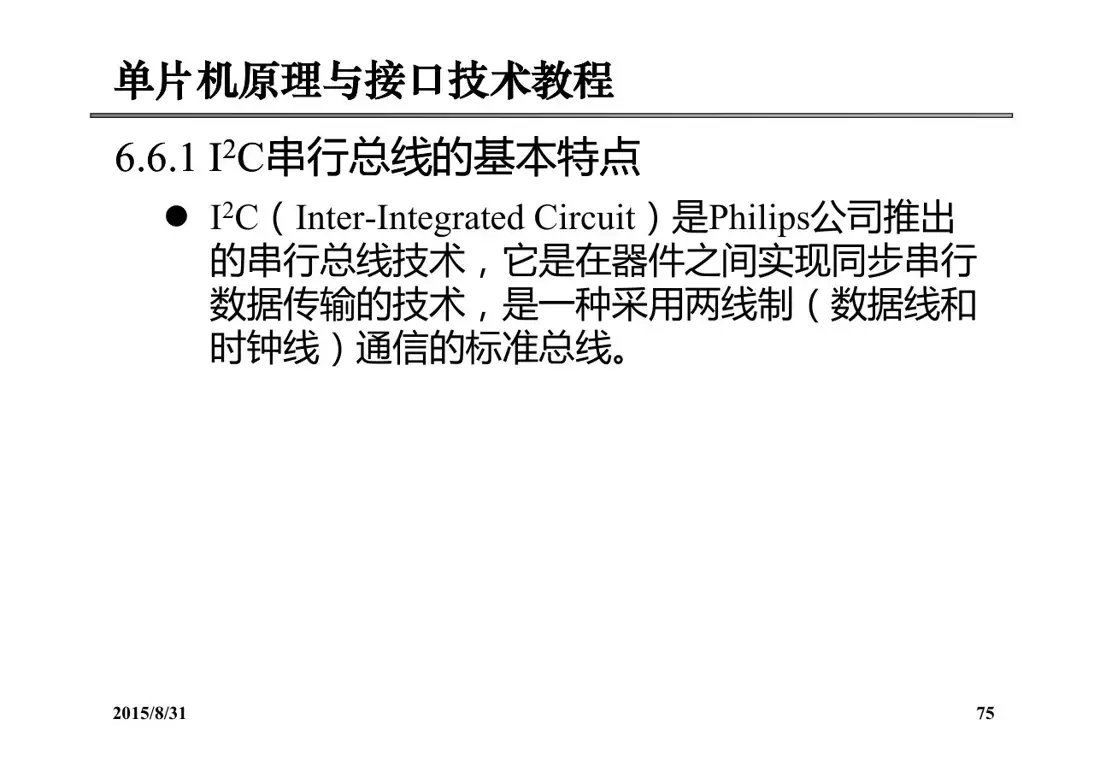 单片机原理与接口技术教程
6.6.1 I²C串行总线的基本特点
● I²C（Inter-Integrated Circuit）是Philips公司推出
的串行总线技术，它是在器件之间实现同步串行
数据传输的技术，是一种采用两线制（数据线和
时钟线）通信的标准总线。
2015/8/31
75